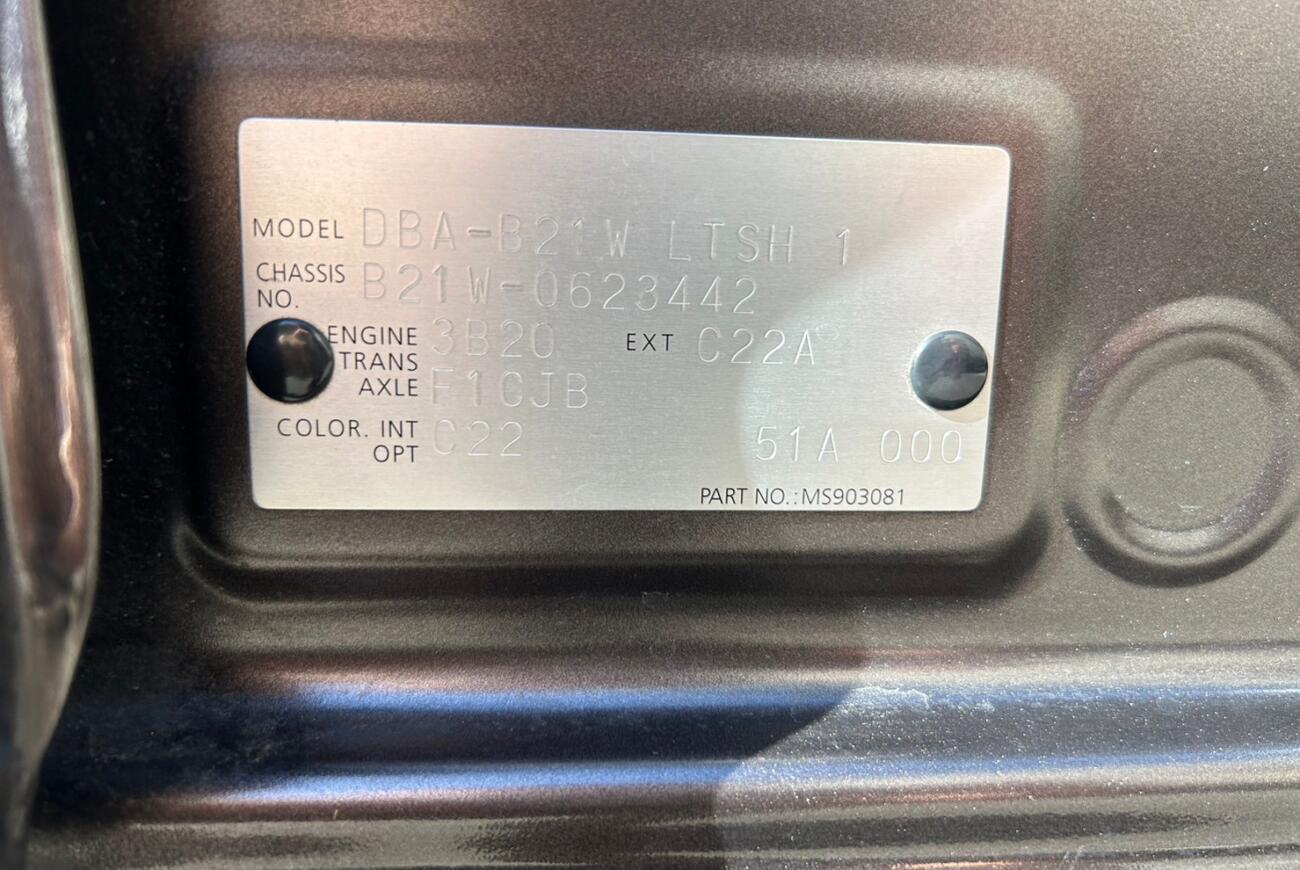 MODEL DBA-B21W LTSH 1
CHASSIS NO. B21W-0623442
ENGINE 3B20 EXT C22A
TRANS AXLE F1CJB
COLOR. INT OPT C22 51A 000
PART NO.:MS903081